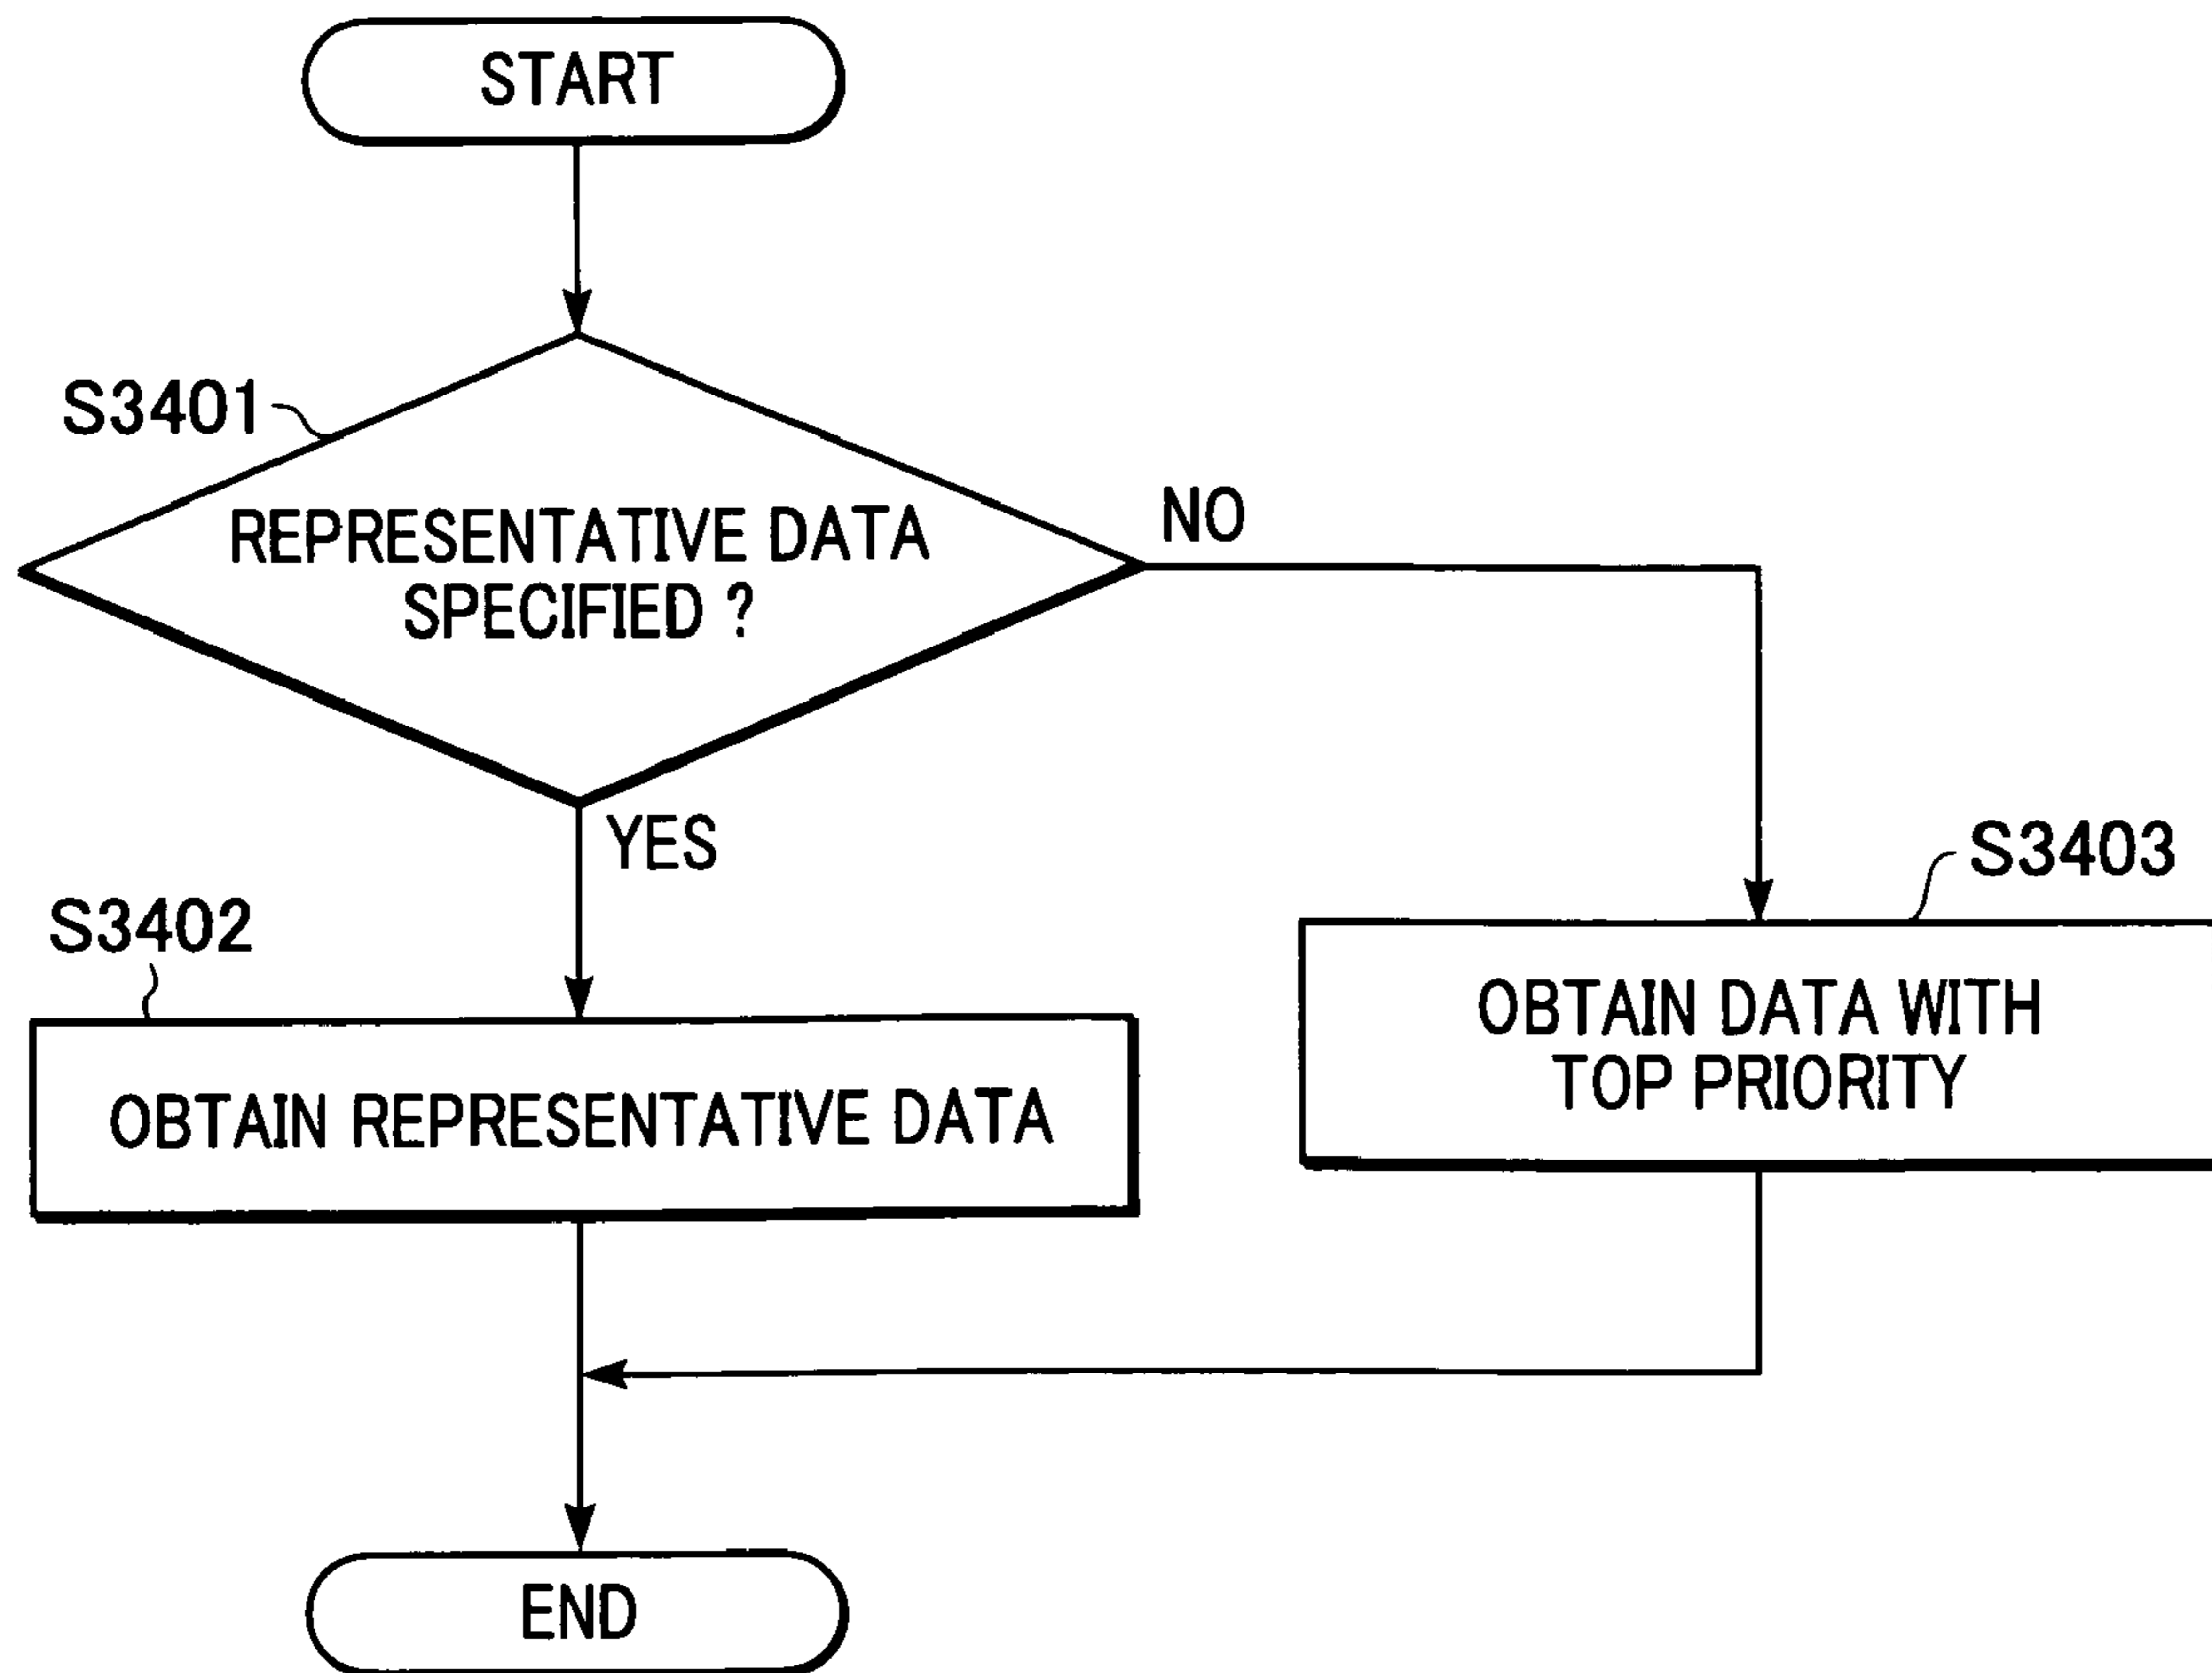 START
S3401
REPRESENTATIVE DATA
SPECIFIED ?
NO
YES
S3402
OBTAIN REPRESENTATIVE DATA
S3403
OBTAIN DATA WITH
TOP PRIORITY
END